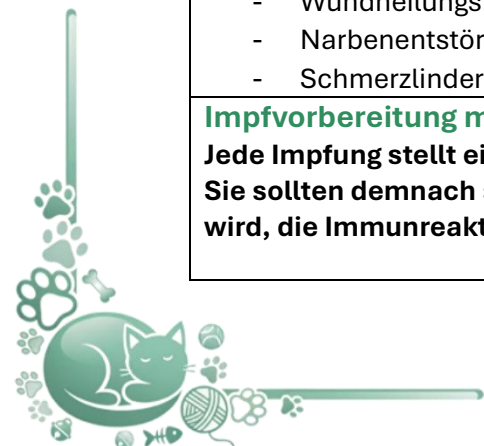 - Wundheilungs
- Narbenentstör
- Schmerzlinder
Impfvorbereitung m
Jede Impfung stellt ei
Sie sollten demnach
wird, die Immunreakt